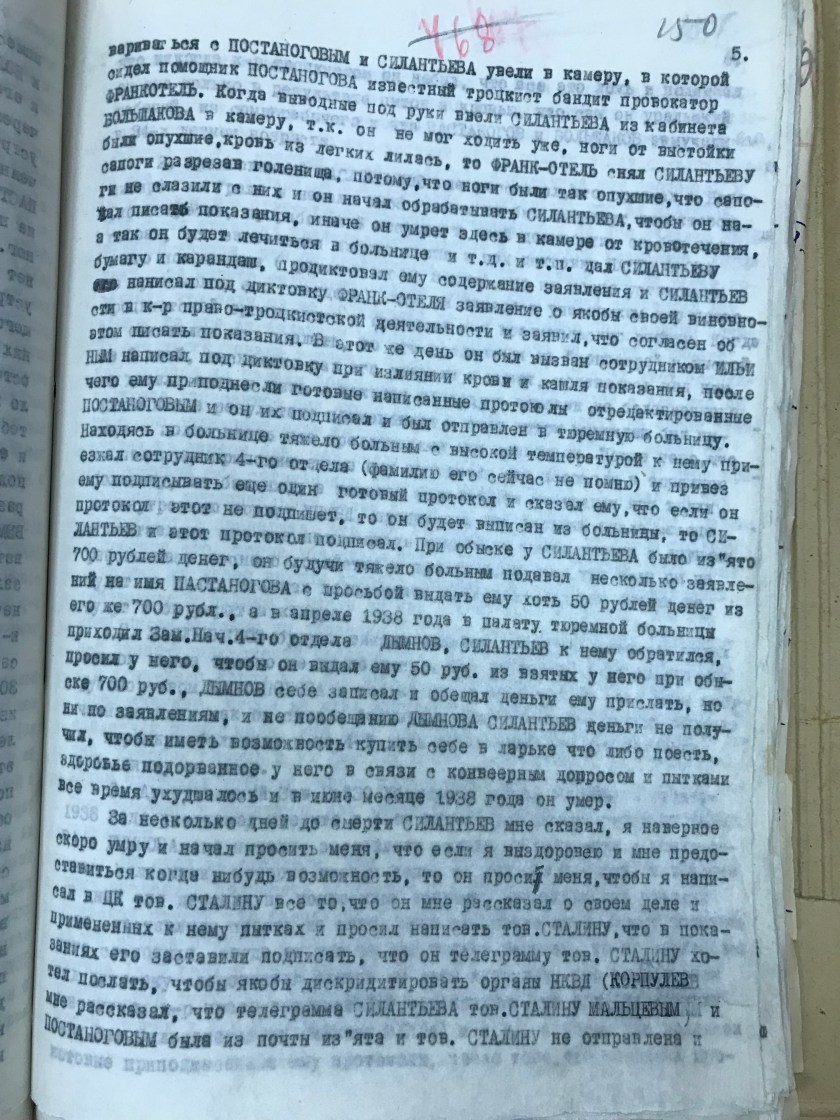 768
150
5.
вариваться с ПОСТАНОГОВЫМ и СИЛАНТЬЕВА увели в камеру, в которой
сидел помощник ПОСТАНОГОВА известный троцкист бандит провокатор
ФРАНКОТЕЛЬ. Когда выводные под руки ввели СИЛАНТЬЕВА из кабинета
БОЛЬШАКОВА в камеру, т.к. он не мог ходить уже, ноги от выстойки
были опухшие,кровь из легких лилась, то ФРАНК-ОТЕЛЬ снял СИЛАНТЬЕВУ
сапоги разрезав голенища, потому,что ноги были так опухшие,что сапо-
ги не слазили с них и он начал обрабатывать СИЛАНТЬЕВА,чтобы он на-
чал писать показания, иначе он умрет здесь в камере от кровотечения,
а так он будет лечиться в больнице и т.д. и т.п. дал СИЛАНТЬЕВУ
бумагу и карандаш, продиктовал ему содержание заявления и СИЛАНТЬЕВ
написал под диктовку ФРАНК-ОТЕЛЯ заявление о якобы своей виновно-
сти в к-р право-троцкистской деятельности и заявил,что согласен об
этом писать показания. В этот же день он был вызван сотрудником ИЛЬИ
НЫМ написал под диктовку при излиянии крови и кашля показания, после
чего ему приподнесли готовые написанные протоколы отредактированные
ПОСТАНОГОВЫМ и он их подписал и был отправлен в тюремную больницу.
Находясь в больнице тяжело больным с высокой температурой к нему при-
езжал сотрудник 4-го отдела (фамилию его сейчас не помню) и привез
ему подписывать еще один готовый протокол и сказал ему,что если он
протокол этот не подпишет, то он будет выписан из больницы, то СИ-
ЛАНТЬЕВ и этот протокол подписал. При обыске у СИЛАНТЬЕВА было из"ято
700 рублей денег, он будучи тяжело больным подавал несколько заявле-
ний на имя ПАСТАНОГОВА с просьбой выдать ему хоть 50 рублей денег из
его же 700 рубл., а в апреле 1938 года в палату тюремной больницы
приходил Зам.Нач.4-го отдела ДЫМНОВ, СИЛАНТЬЕВ к нему обратился,
просил у него, чтобы он выдал ему 50 руб. из взятых у него при обы-
ске 700 руб., ДЫМНОВ себе записал и обещал деньги ему прислать, но
ни по заявлениям, и не пообещанию ДЫМНОВА СИЛАНТЬЕВ деньги не полу-
чил, чтобы иметь возможность купить себе в ларьке что либо поесть,
здоровье подорванное у него в связи с конвеерным допросом и пытками
все время ухудшалось и в июне месяце 1938 года он умер.
За несколько дней до смерти СИЛАНТЬЕВ мне сказал, я наверное
скоро умру и начал просить меня, что если я выздоровею и мне предо-
ставиться когда нибудь возможность, то он просил меня,чтобы я напи-
сал в ЦК тов. СТАЛИНУ все то,что он мне рассказал о своем деле и
примененных к нему пытках и просил написать тов.СТАЛИНУ,что в пока-
заниях его заставили подписать, что он телеграмму тов. СТАЛИНУ хо-
тел послать, чтобы якобы дискридитировать органы НКВД (КОРПУЛЕВ
мне рассказал, что телеграмма СИЛАНТЬЕВА тов.СТАЛИНУ МАЛЬЦЕВЫМ и
ПОСТАНОГОВЫМ была из почты из"ята и тов. СТАЛИНУ не отправлена и